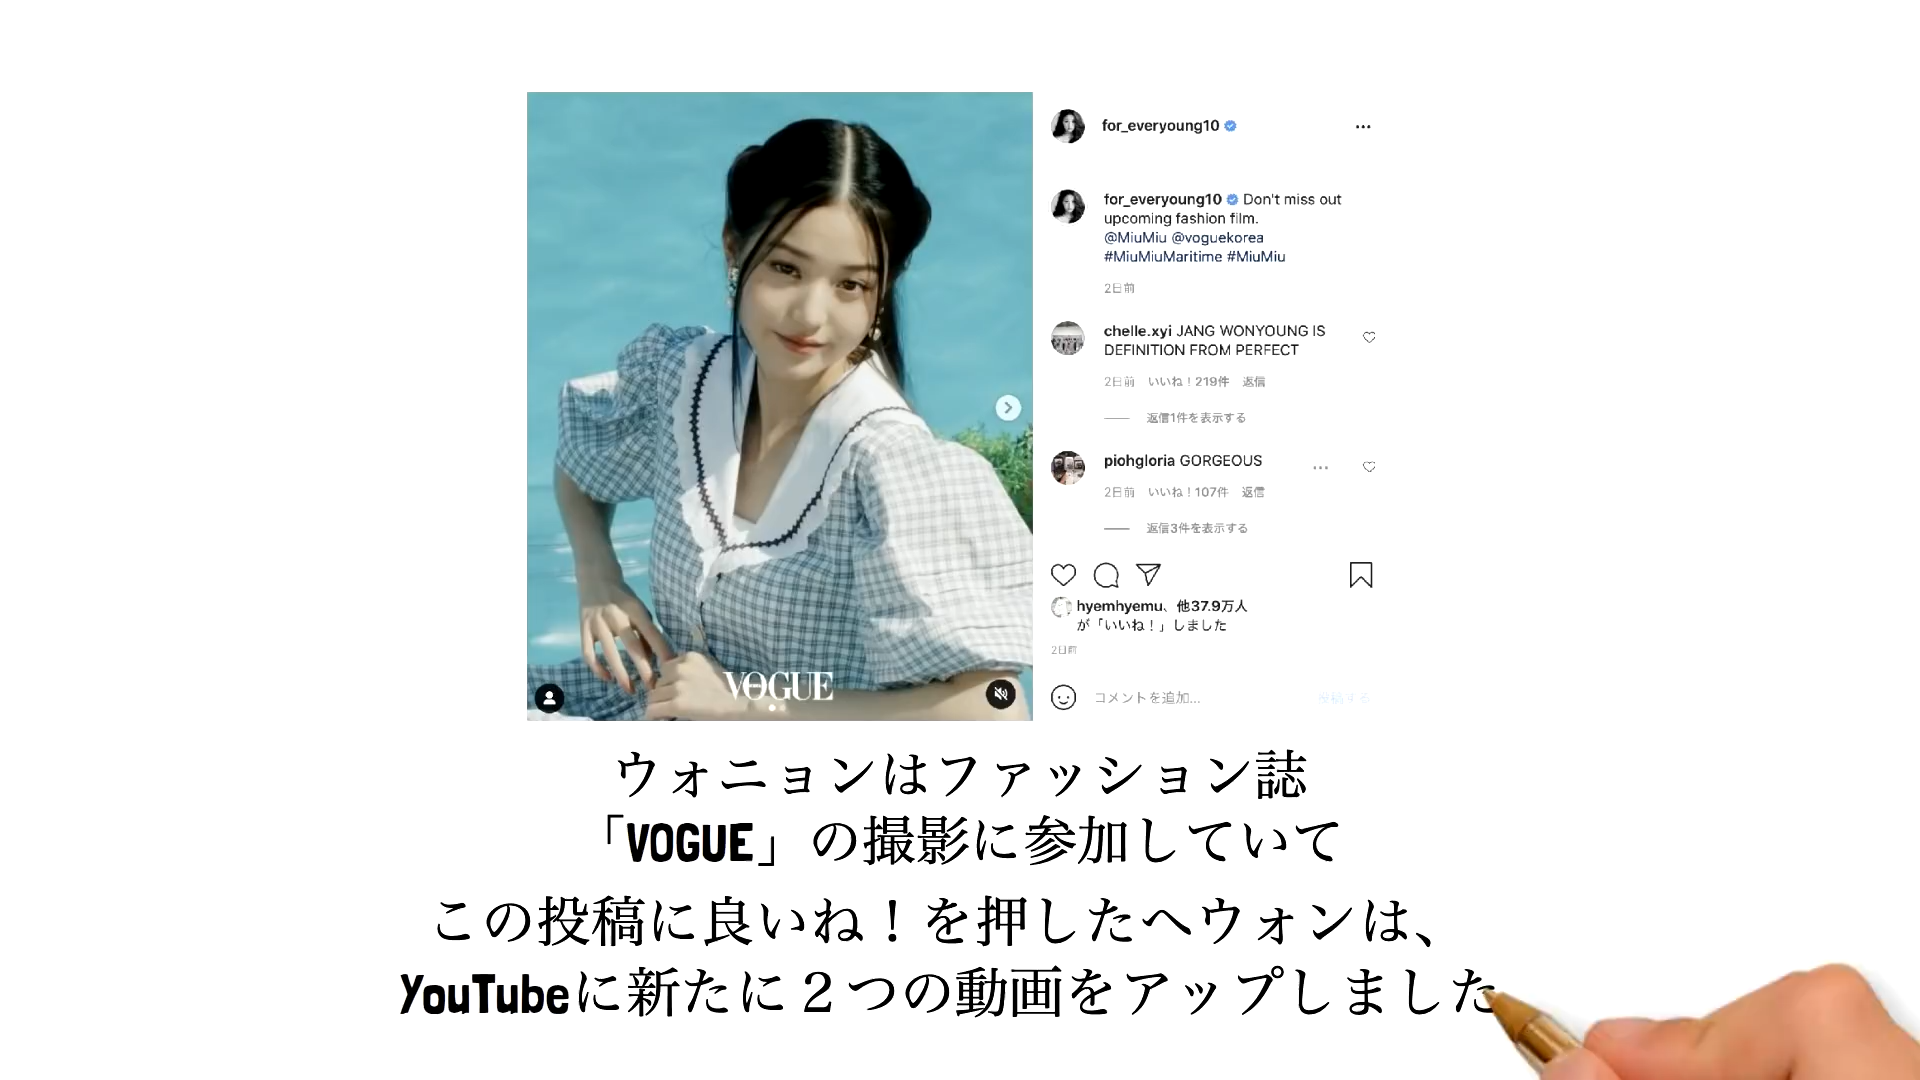 for_everyoung10
for_everyoung10 Don't miss out
upcoming fashion film.
@MiuMiu @voguekorea
#MiuMiuMaritime #MiuMiu
2日前
chelle.xyi JANG WONYOUNG IS
DEFINITION FROM PERFECT
2日前 いいね！219件 返信
返信1件を表示する
piohgloria GORGEOUS
2日前 いいね！107件 返信
返信3件を表示する
hyemhyemu、他37.9万人
が「いいね！」しました
2日前
コメントを追加...
投稿する
VOGUE
ウォニョンはファッション誌
「VOGUE」の撮影に参加していて
この投稿に良いね！を押したヘウォンは、
YouTubeに新たに２つの動画をアップしました